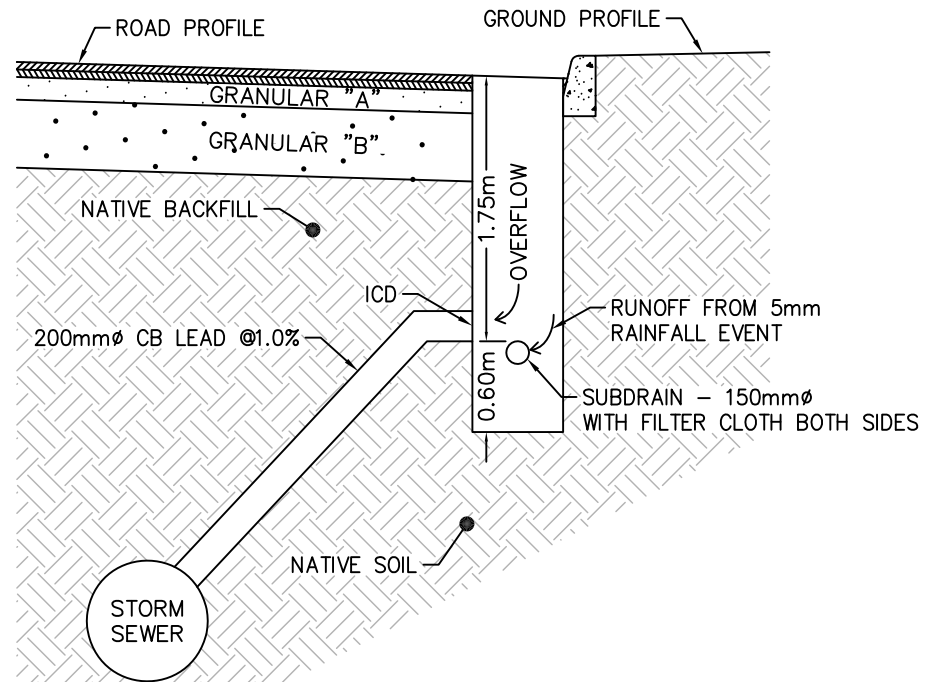 ROAD PROFILE
GROUND PROFILE
GRANULAR "A"
GRANULAR "B"
NATIVE BACKFILL
1.75m
OVERFLOW
ICD
200mmø CB LEAD @1.0%
RUNOFF FROM 5mm
RAINFALL EVENT
0.60m
SUBDRAIN – 150mmø
WITH FILTER CLOTH BOTH SIDES
NATIVE SOIL
STORM
SEWER